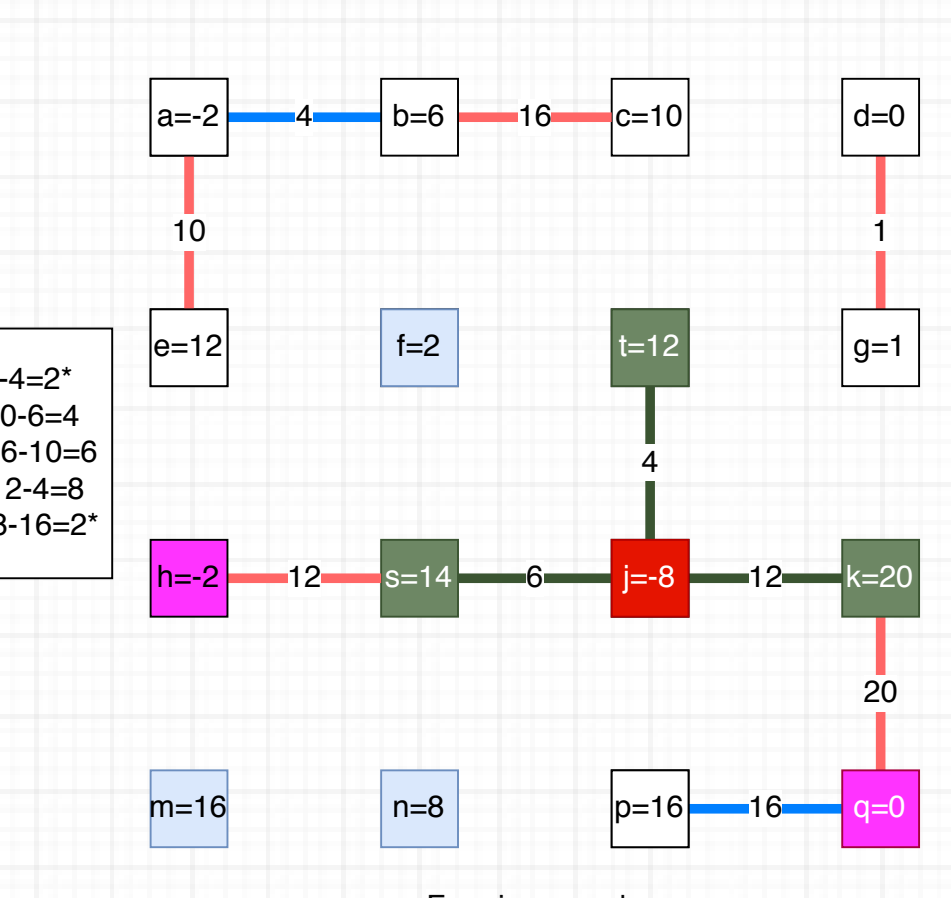 a=-2 4 b=6 16 c=10 d=0
10 1
e=12 f=2 t=12 g=1
-4=2*
0-6=4
6-10=6
2-4=8
-16=2*
4
h=-2 12 s=14 6 j=-8 12 k=20
20
m=16 n=8 p=16 16 q=0